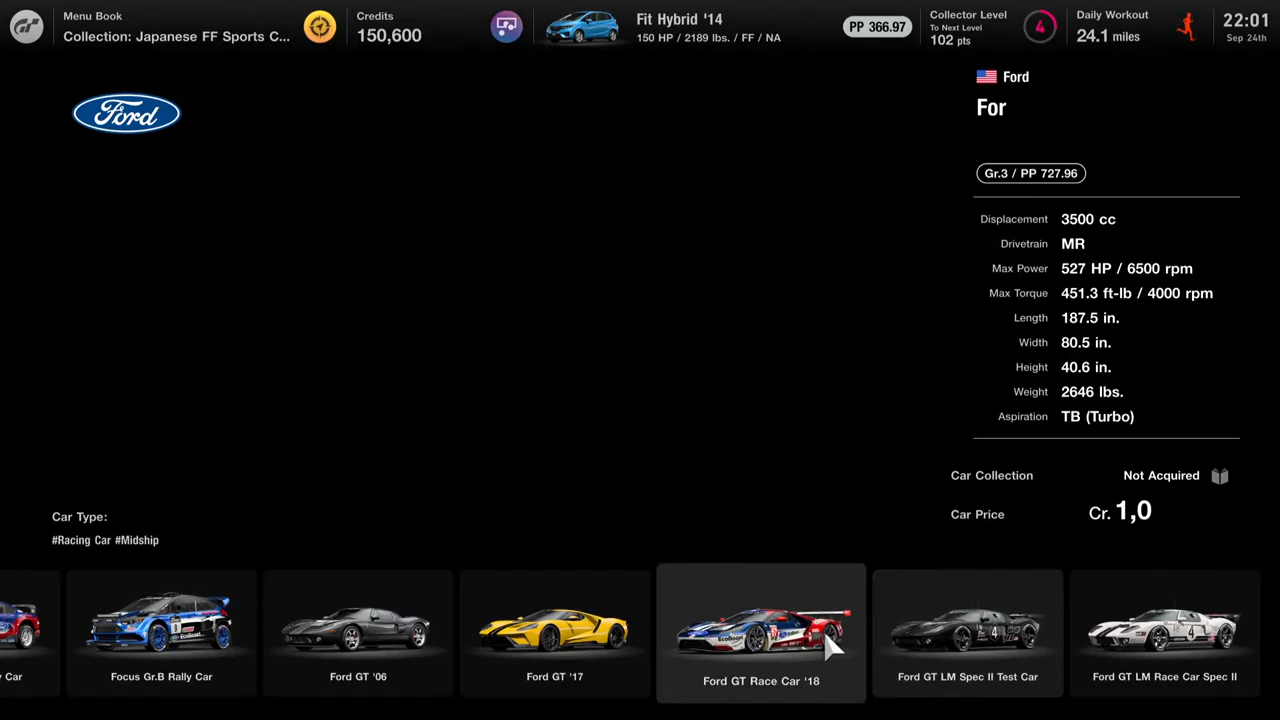 Menu Book
Collection: Japanese FF Sports C...
Credits
150,600
Fit Hybrid '14
150 HP / 2189 lbs. / FF / NA
PP 366.97
Collector Level
To Next Level
102 pts
4
Daily Workout
24.1 miles
22:01
Sep 24th
Ford
Ford
For
Gr.3 / PP 727.96
Displacement 3500 cc
Drivetrain MR
Max Power 527 HP / 6500 rpm
Max Torque 451.3 ft-lb / 4000 rpm
Length 187.5 in.
Width 80.5 in.
Height 40.6 in.
Weight 2646 lbs.
Aspiration TB (Turbo)
Car Collection Not Acquired
Car Price Cr. 1,0
Car Type:
#Racing Car #Midship
y Car
Focus Gr.B Rally Car
Ford GT '06
Ford GT '17
Ford GT Race Car '18
Ford GT LM Spec II Test Car
Ford GT LM Race Car Spec II